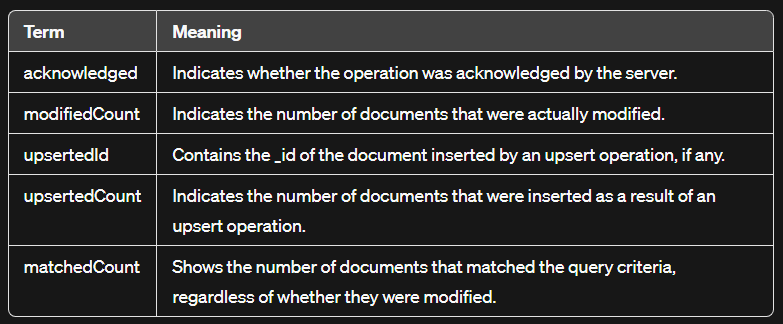 Term Meaning
acknowledged Indicates whether the operation was acknowledged by the server.
modifiedCount Indicates the number of documents that were actually modified.
upsertedId Contains the _id of the document inserted by an upsert operation, if any.
upsertedCount Indicates the number of documents that were inserted as a result of an
upsert operation.
matchedCount Shows the number of documents that matched the query criteria,
regardless of whether they were modified.